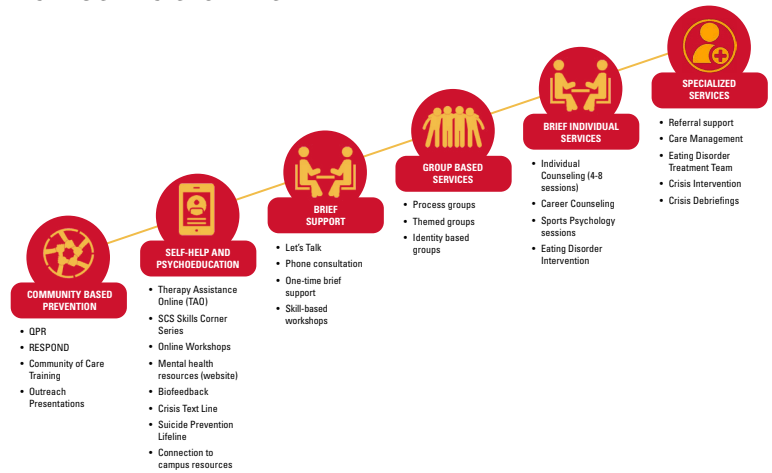 COMMUNITY BASED
PREVENTION
• QPR
• RESPOND
• Community of Care
Training
• Outreach
Presentations
SELF-HELP AND
PSYCHOEDUCATION
• Therapy Assistance
Online (TAO)
• SCS Skills Corner
Series
• Online Workshops
• Mental health
resources (website)
• Biofeedback
• Crisis Text Line
• Suicide Prevention
Lifeline
• Connection to
campus resources
BRIEF
SUPPORT
• Let's Talk
• Phone consultation
• One-time brief
support
• Skill-based
workshops
GROUP BASED
SERVICES
• Process groups
• Themed groups
• Identity based
groups
BRIEF INDIVIDUAL
SERVICES
• Individual
Counseling (4-8
sessions)
• Career Counseling
• Sports Psychology
sessions
• Eating Disorder
Intervention
SPECIALIZED
SERVICES
• Referral support
• Care Management
• Eating Disorder
Treatment Team
• Crisis Intervention
• Crisis Debriefings